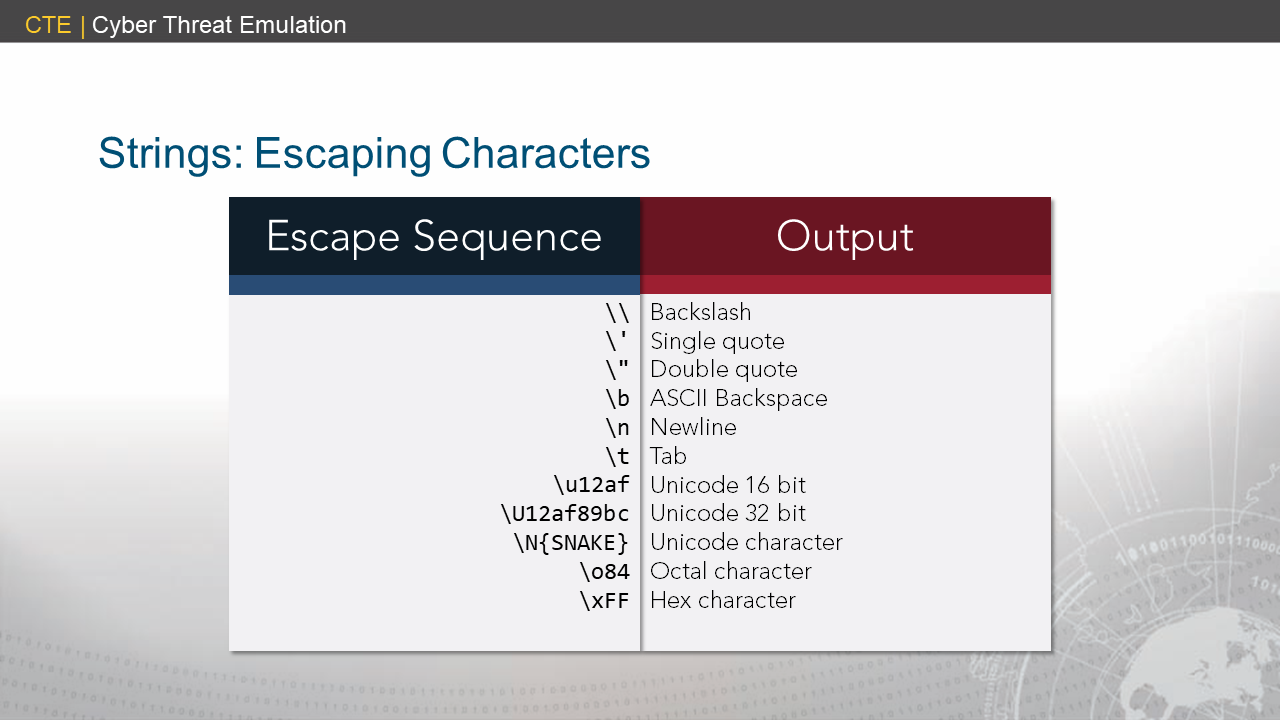 CTE | Cyber Threat Emulation
Strings: Escaping Characters
Escape Sequence Output
\\ Backslash
\' Single quote
\" Double quote
\b ASCII Backspace
\n Newline
\t Tab
\u12af Unicode 16 bit
\U12af89bc Unicode 32 bit
\N{SNAKE} Unicode character
\o84 Octal character
\xFF Hex character